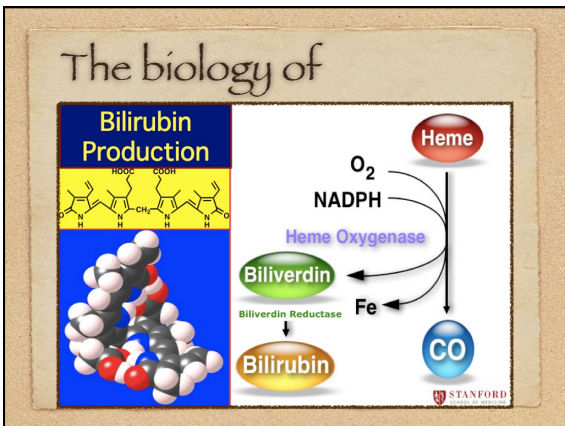 The biology of
Bilirubin
Production
HOOC COOH
O
N
H
N
H
CH₂
N
H
N
H
O
Heme
O₂
NADPH
Heme Oxygenase
Biliverdin
Fe
Biliverdin Reductase
Bilirubin
CO
STANFORD
SCHOOL OF MEDICINE